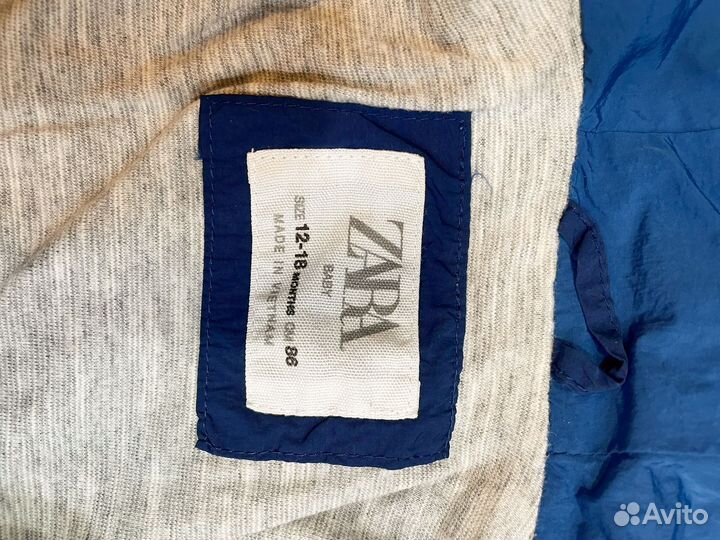 ZARA
BABY
SIZE 12-18 MONTHS CM 86
MADE IN VIETNAM
Avito